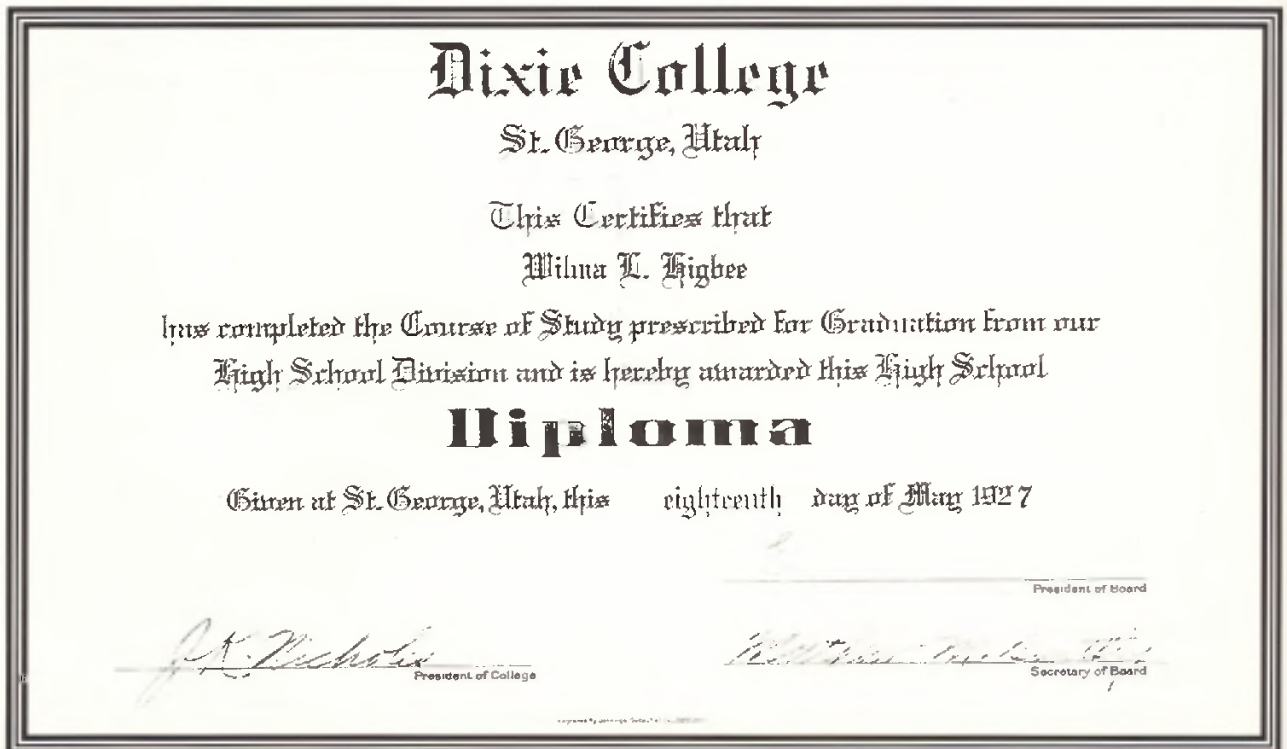 Dixie College
St. George, Utah
This Certifies that
Wilma L. Higbee
has completed the Course of Study prescribed for Graduation from our
High School Division and is hereby awarded this High School
Diploma
Given at St. George, Utah, this eighteenth day of May 1927
President of Board
J.K. Nicholes
President of College
Secretary of Board